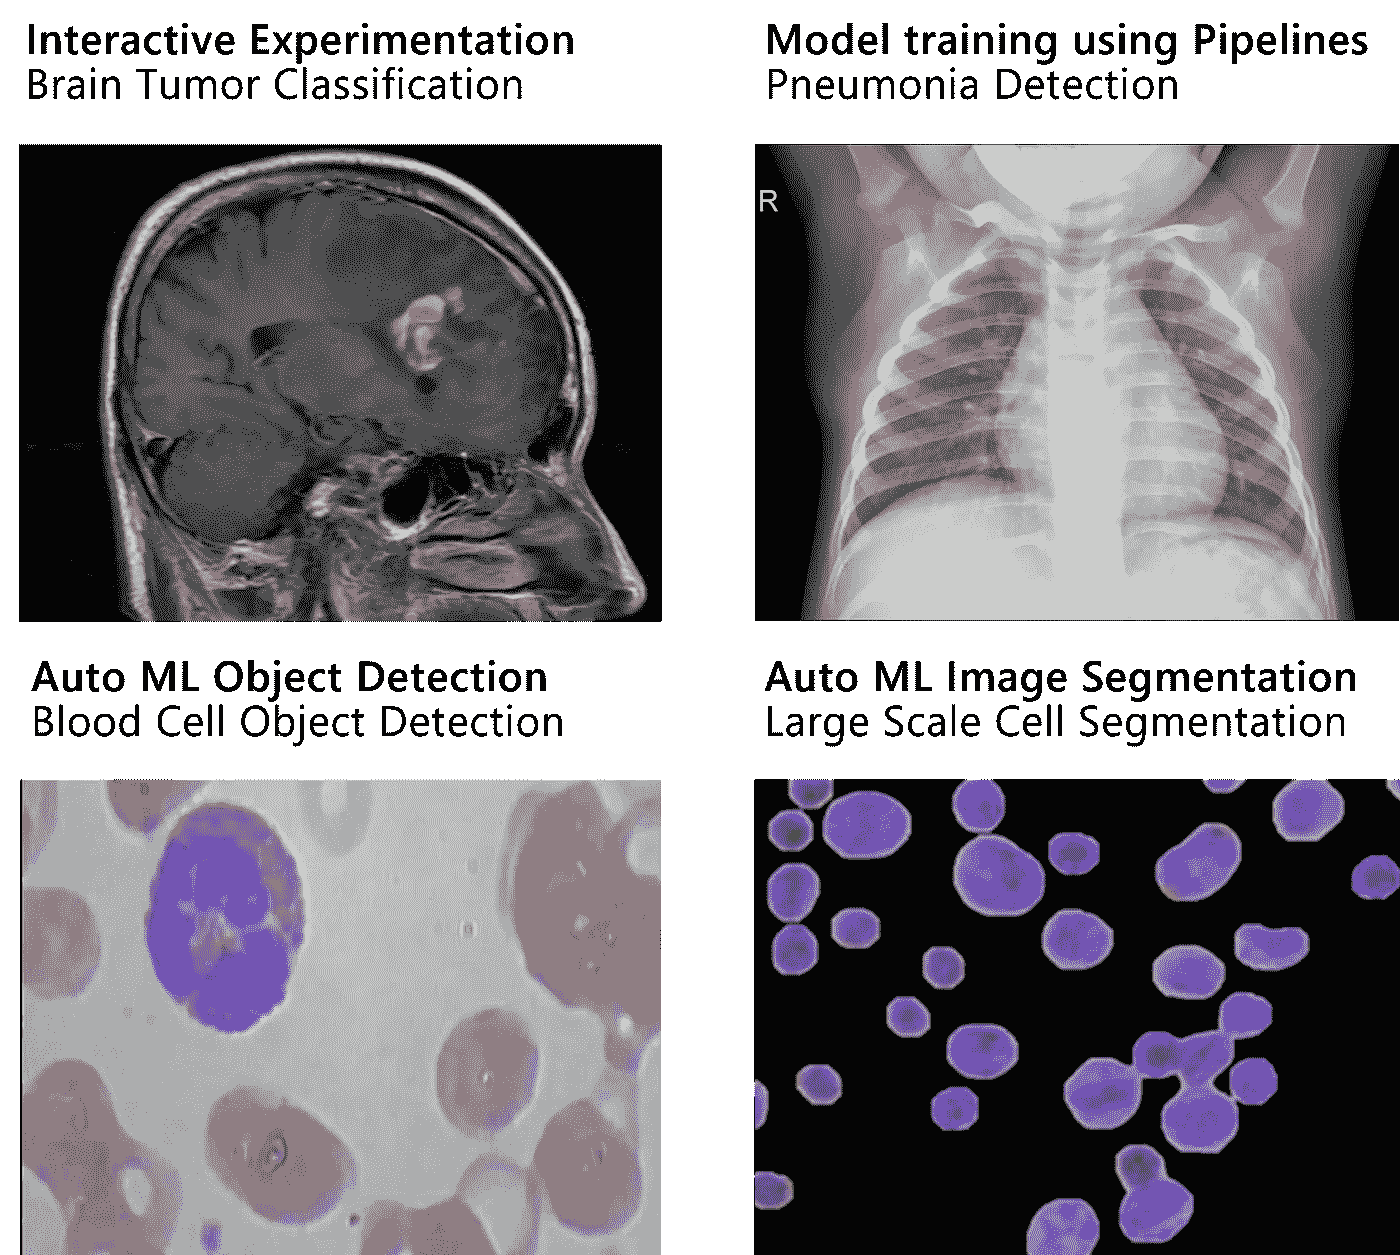 Interactive Experimentation
Brain Tumor Classification
Model training using Pipelines
Pneumonia Detection
R
Auto ML Object Detection
Blood Cell Object Detection
Auto ML Image Segmentation
Large Scale Cell Segmentation